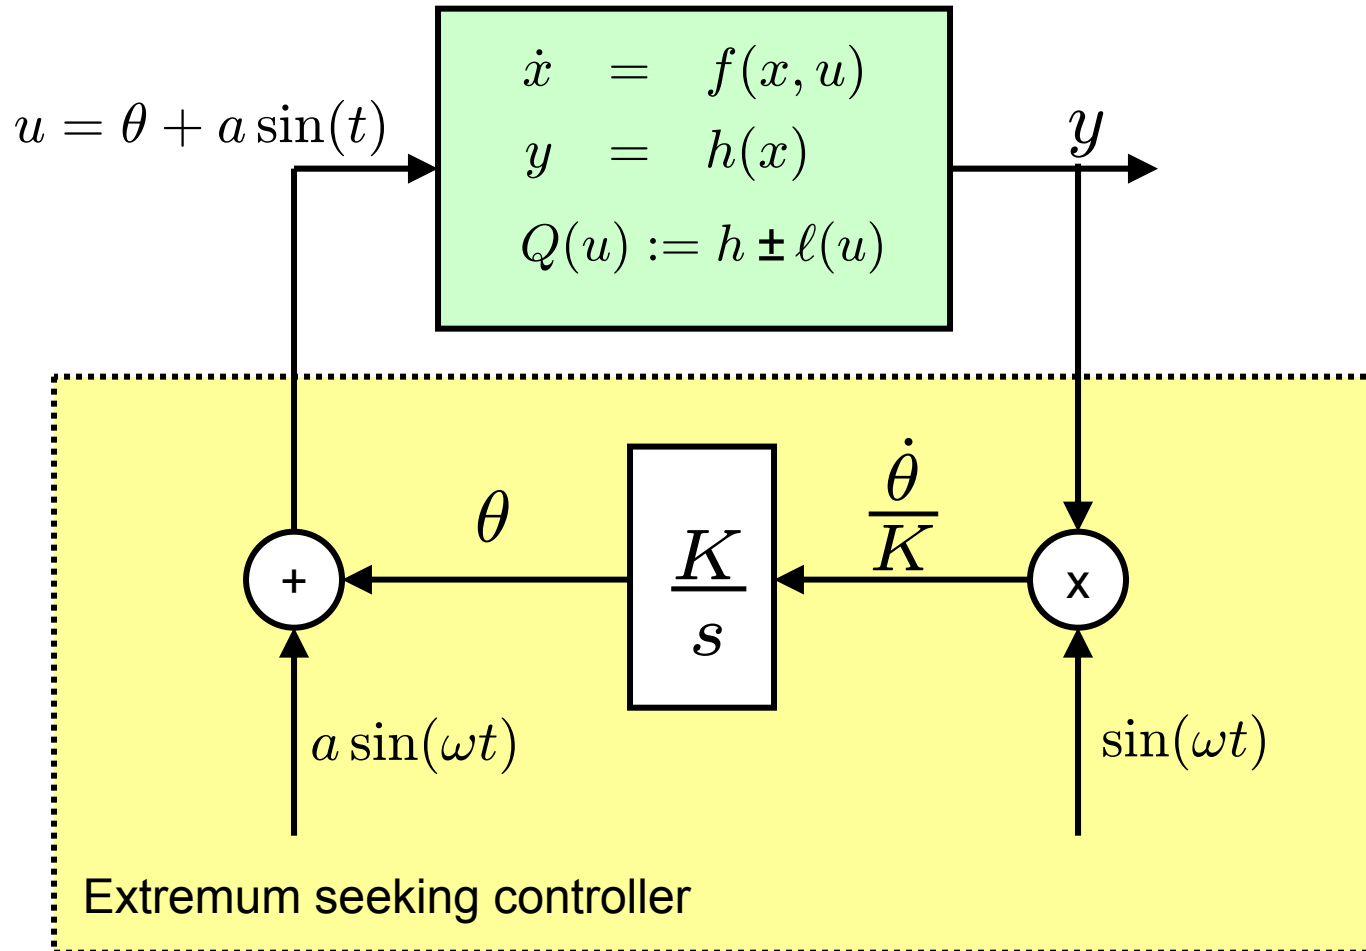 ẋ = f(x, u)
u = θ + a sin(t)
y = h(x)
y
Q(u) := h ± ℓ(u)
θ
θ̇/K
K/s
+
x
a sin(ωt)
sin(ωt)
Extremum seeking controller